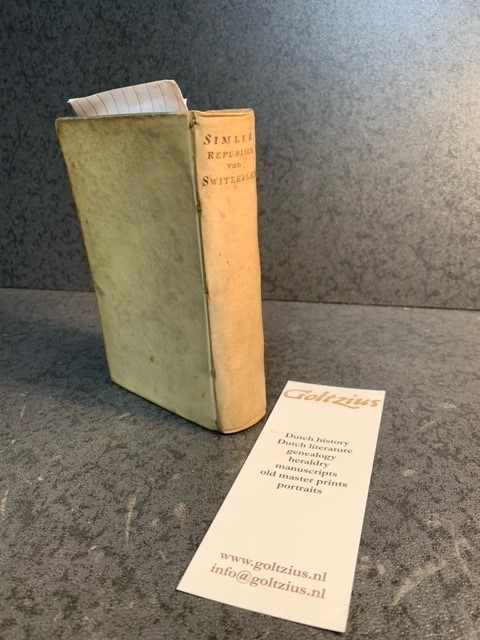 SIMLER
REPUBLIEK
van
SWITZERLAN
Goltzius
Dutch history
Dutch literature
genealogy
heraldry
manuscripts
old master prints
portraits
www.goltzius.nl
info@goltzius.nl